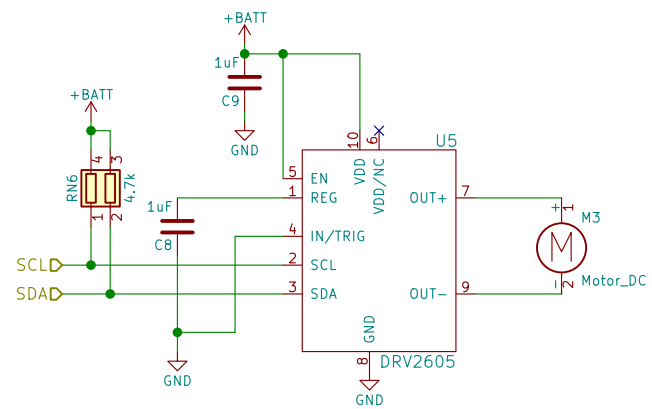 +BATT
1uF
C9
GND
+BATT
4
3
RN6
4.7k
1
2
1uF
C8
SCL
SDA
GND
10
6
U5
VDD
VDD/NC
5
EN
1
REG
4
IN/TRIG
2
SCL
3
SDA
OUT+
7
OUT-
9
GND
8
DRV2605
GND
+
1
M3
M
Motor_DC
-
2